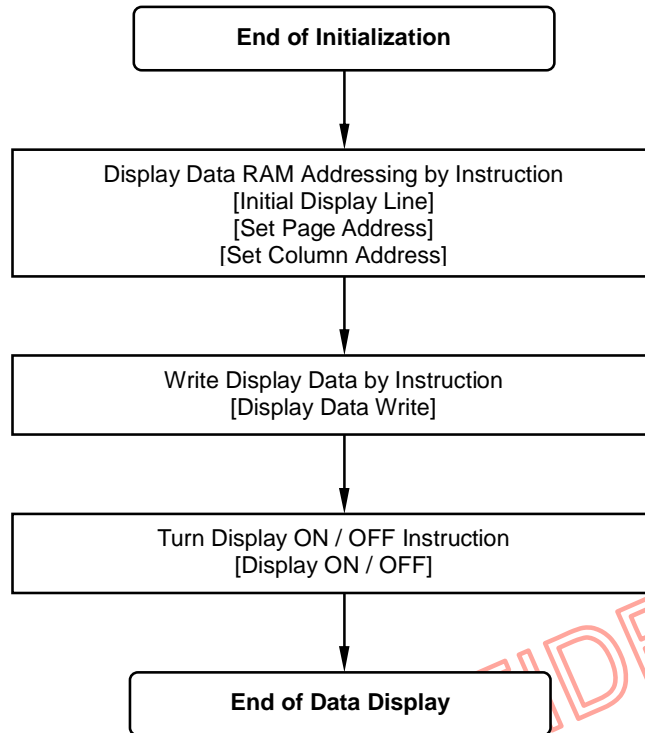 End of Initialization
Display Data RAM Addressing by Instruction
[Initial Display Line]
[Set Page Address]
[Set Column Address]
Write Display Data by Instruction
[Display Data Write]
Turn Display ON / OFF Instruction
[Display ON / OFF]
End of Data Display